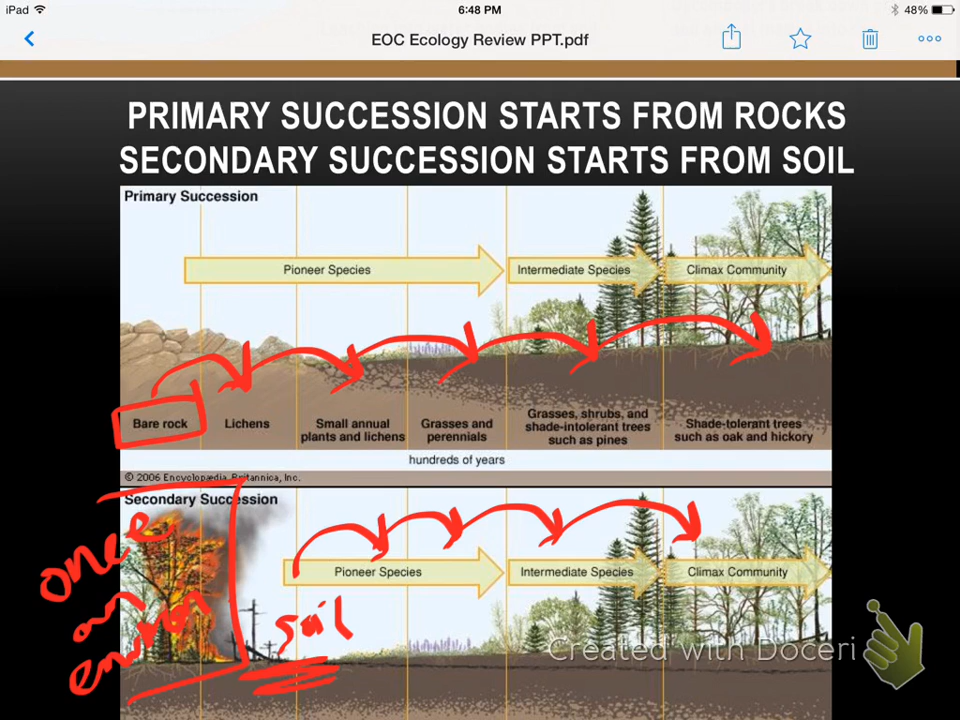 iPad 6:48 PM 48%
EOC Ecology Review PPT.pdf
PRIMARY SUCCESSION STARTS FROM ROCKS
SECONDARY SUCCESSION STARTS FROM SOIL
Primary Succession
Pioneer Species Intermediate Species Climax Community
Bare rock
Lichens
Small annual
plants and lichens
Grasses and
perennials
Grasses, shrubs, and
shade-intolerant trees
such as pines
Shade-tolerant trees
such as oak and hickory
hundreds of years
© 2006 Encyclopædia Britannica, Inc.
Secondary Succession
once
an
environ
Pioneer Species Intermediate Species Climax Community
soil
Created with Doceri